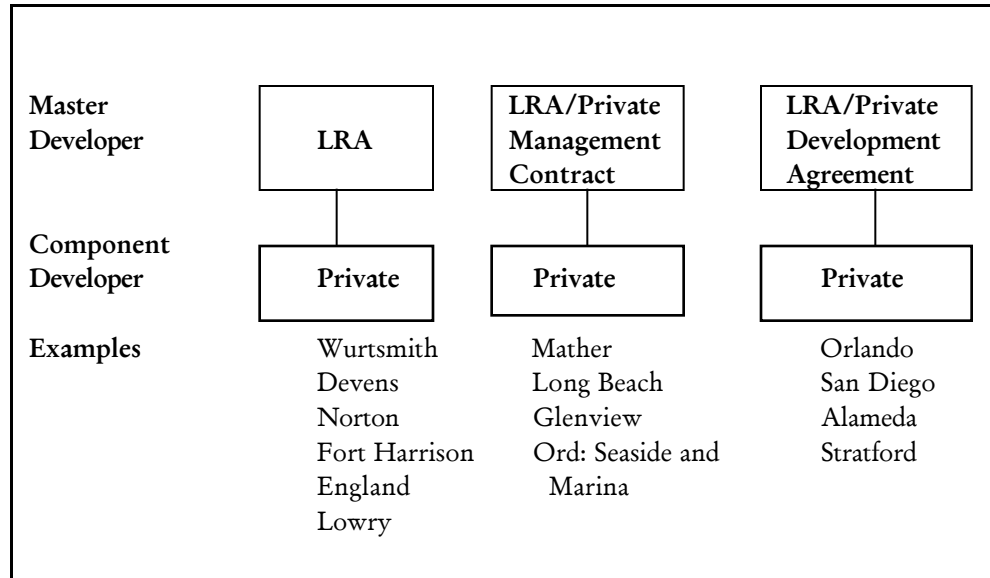 Master
Developer
LRA
LRA/Private
Management
Contract
LRA/Private
Development
Agreement
Component
Developer
Private
Private
Private
Examples
Wurtsmith
Devens
Norton
Fort Harrison
England
Lowry
Mather
Long Beach
Glenview
Ord: Seaside and
Marina
Orlando
San Diego
Alameda
Stratford